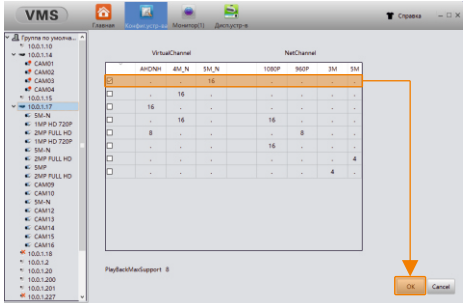 VMS
Главная
Конфигустр-ва
Монитор(1)
Диспустр-в
Справка
Группа по умолча...
10.0.1.10
10.0.1.14
CAM01
CAM02
CAM03
CAM04
10.0.1.15
10.0.1.17
5M-N
1MP HD 720P
2MP FULL HD
1MP HD 720P
5M-N
2MP FULL HD
5MP
2MP FULL HD
CAM09
CAM10
5M-N
CAM12
CAM13
CAM14
CAM15
CAM16
10.0.1.18
10.0.1.2
10.0.1.20
10.0.1.200
10.0.1.201
10.0.1.227
VirtualChannel NetChannel
AHDNH 4M_N 5M_N 1080P 960P 3M 5M
. . 16 . . . .
. 16 . . . . .
16 . . . . . .
. 16 . 16 . . .
8 . . . 8 . .
. . . 16 . . .
. . . . . . 4
. . . . . 4 .
PlayBackMaxSupport 8
OK Cancel